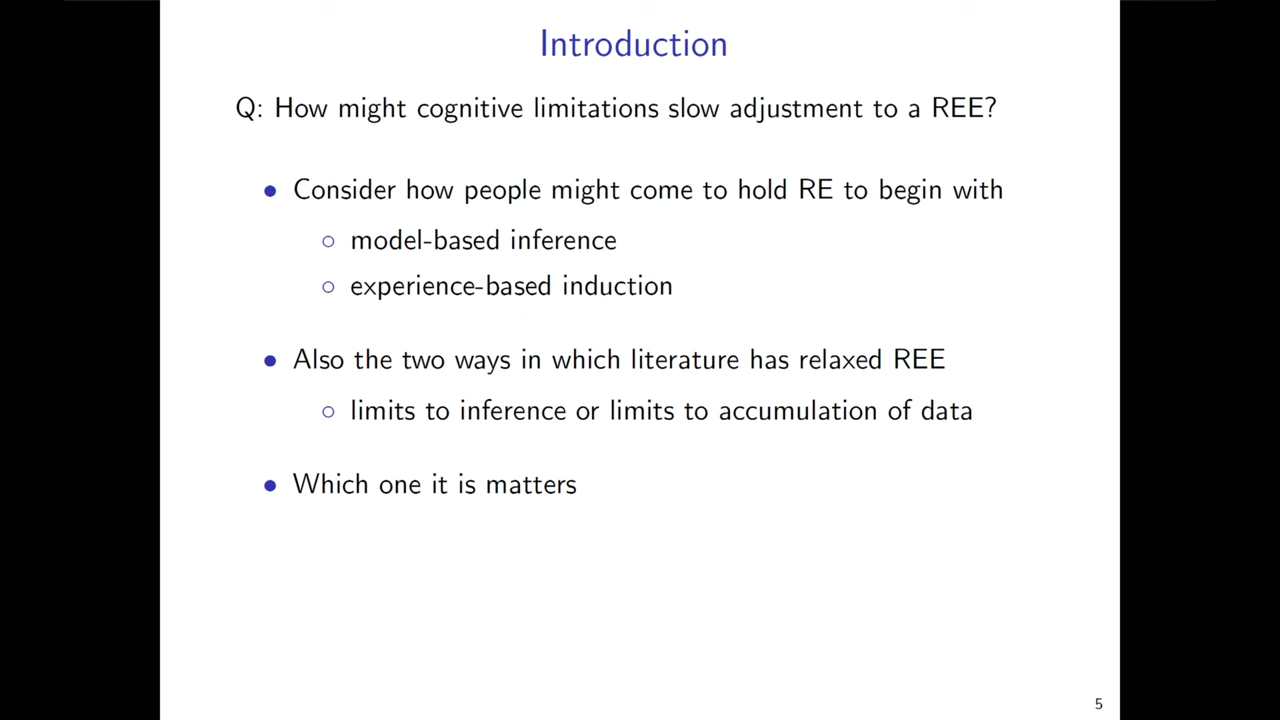 Introduction
Q: How might cognitive limitations slow adjustment to a REE?
• Consider how people might come to hold RE to begin with
◦ model-based inference
◦ experience-based induction
• Also the two ways in which literature has relaxed REE
◦ limits to inference or limits to accumulation of data
• Which one it is matters
5